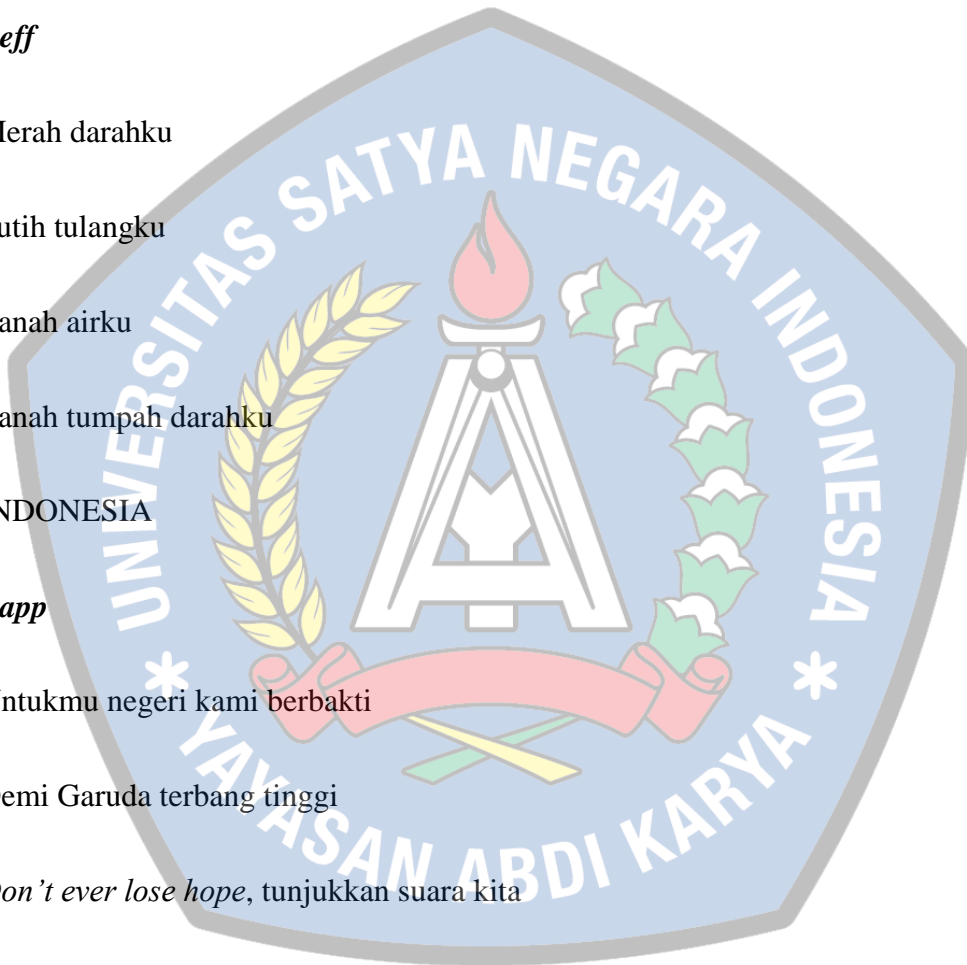 eff
erah darahku
utih tulangku
anah airku
anah tumpah darahku
NDONESIA
app
ntukmu negeri kami berbakti
emi Garuda terbang tinggi
on’t ever lose hope, tunjukkan suara kita
UNIVERSITAS SATYA NEGARA INDONESIA
* YAYASAN ABDI KARYA *